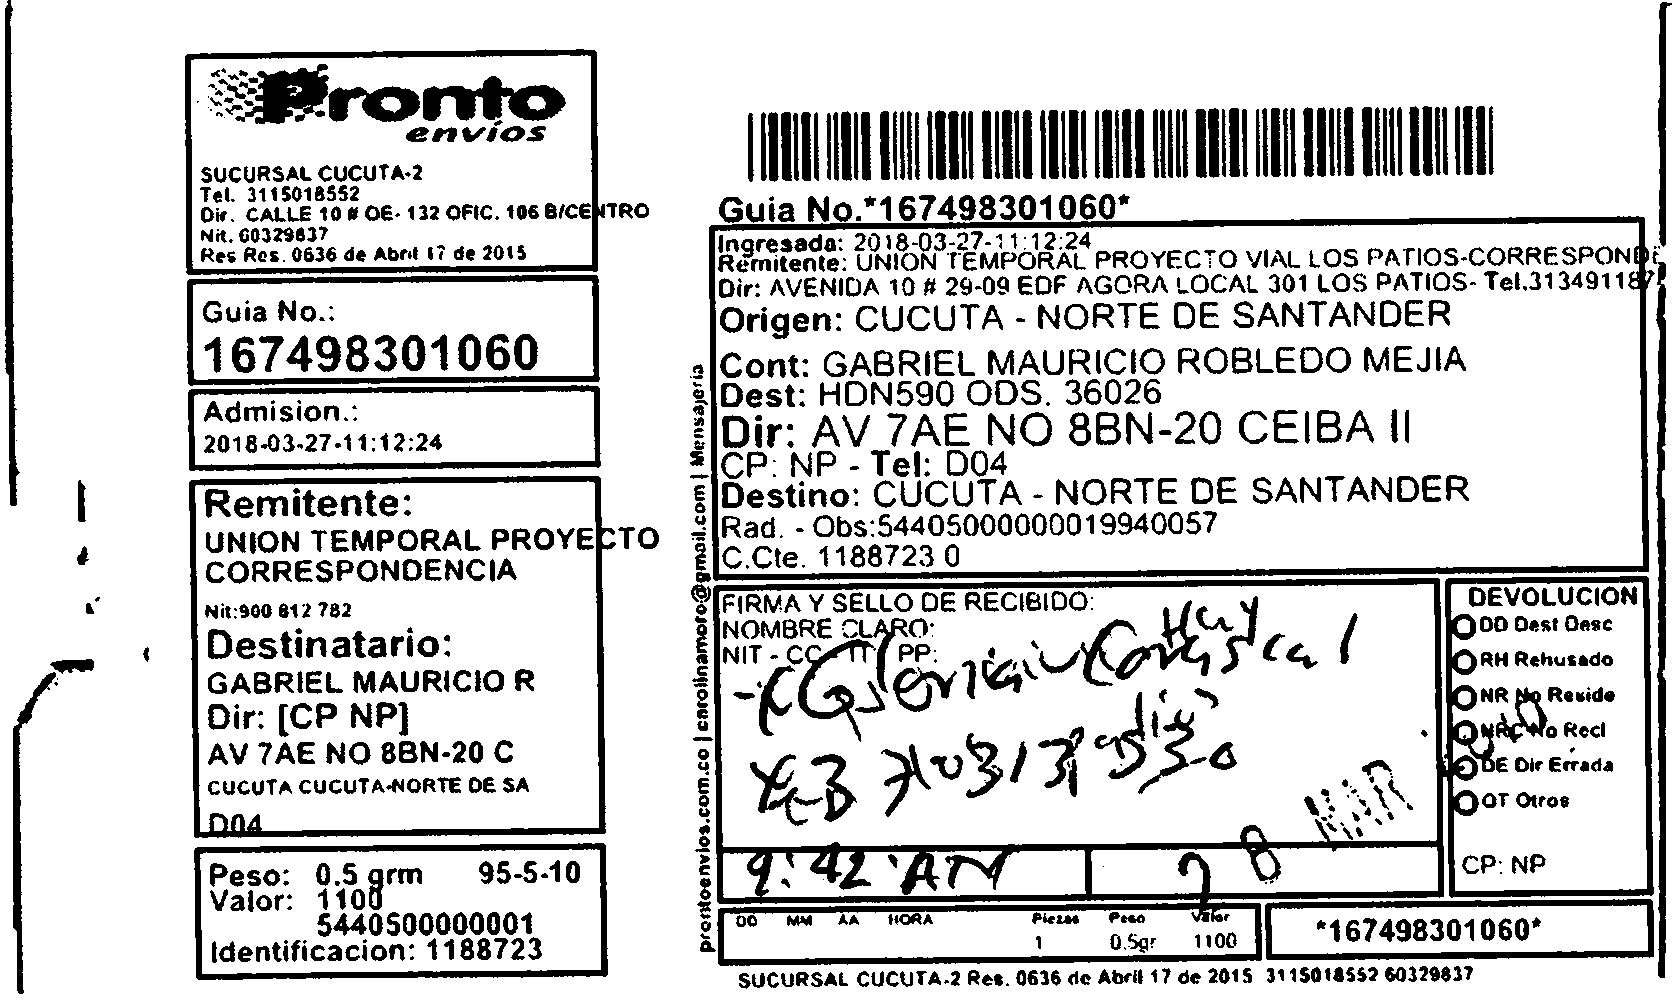 Pronto
envíos
SUCURSAL CUCUTA-2
Tel. 3115018552
Dir. CALLE 10 # OE- 132 OFIC. 106 B/CENTRO
Nit. 60329837
Res Res. 0636 de Abril 17 de 2015
Guia No.:
167498301060
Admision.:
2018-03-27-11:12:24
Remitente:
UNION TEMPORAL PROYECTO
CORRESPONDENCIA
Nit:900 812 782
Destinatario:
GABRIEL MAURICIO R
Dir: [CP NP]
AV 7AE NO 8BN-20 C
CUCUTA CUCUTA-NORTE DE SA
D04
Peso: 0.5 grm 95-5-10
Valor: 1100
5440500000001
Identificacion: 1188723
prontoenvios.com.co | carolinamoro@gmail.com | Mensajeria
Guia No.*167498301060*
Ingresada: 2018-03-27-11:12:24
Remitente: UNION TEMPORAL PROYECTO VIAL LOS PATIOS-CORRESPONDE
Dir: AVENIDA 10 # 29-09 EDF AGORA LOCAL 301 LOS PATIOS- Tel.313491187
Origen: CUCUTA - NORTE DE SANTANDER
Cont: GABRIEL MAURICIO ROBLEDO MEJIA
Dest: HDN590 ODS. 36026
Dir: AV 7AE NO 8BN-20 CEIBA II
CP: NP - Tel: D04
Destino: CUCUTA - NORTE DE SANTANDER
Rad. - Obs:54405000000019940057
C.Cte. 1188723 0
FIRMA Y SELLO DE RECIBIDO:
NOMBRE CLARO:
NIT - CC - TI - PP:
9:42 AM
28 MAR
DD MM AA HORA Piezas Peso Valor
1 0.5gr 1100
DEVOLUCION
DD Dest Desc
RH Rehusado
NR No Reside
NRC No Recl
DE Dir Errada
OT Otros
CP: NP
*167498301060*
SUCURSAL CUCUTA-2 Res. 0636 de Abril 17 de 2015 3115018552 60329837